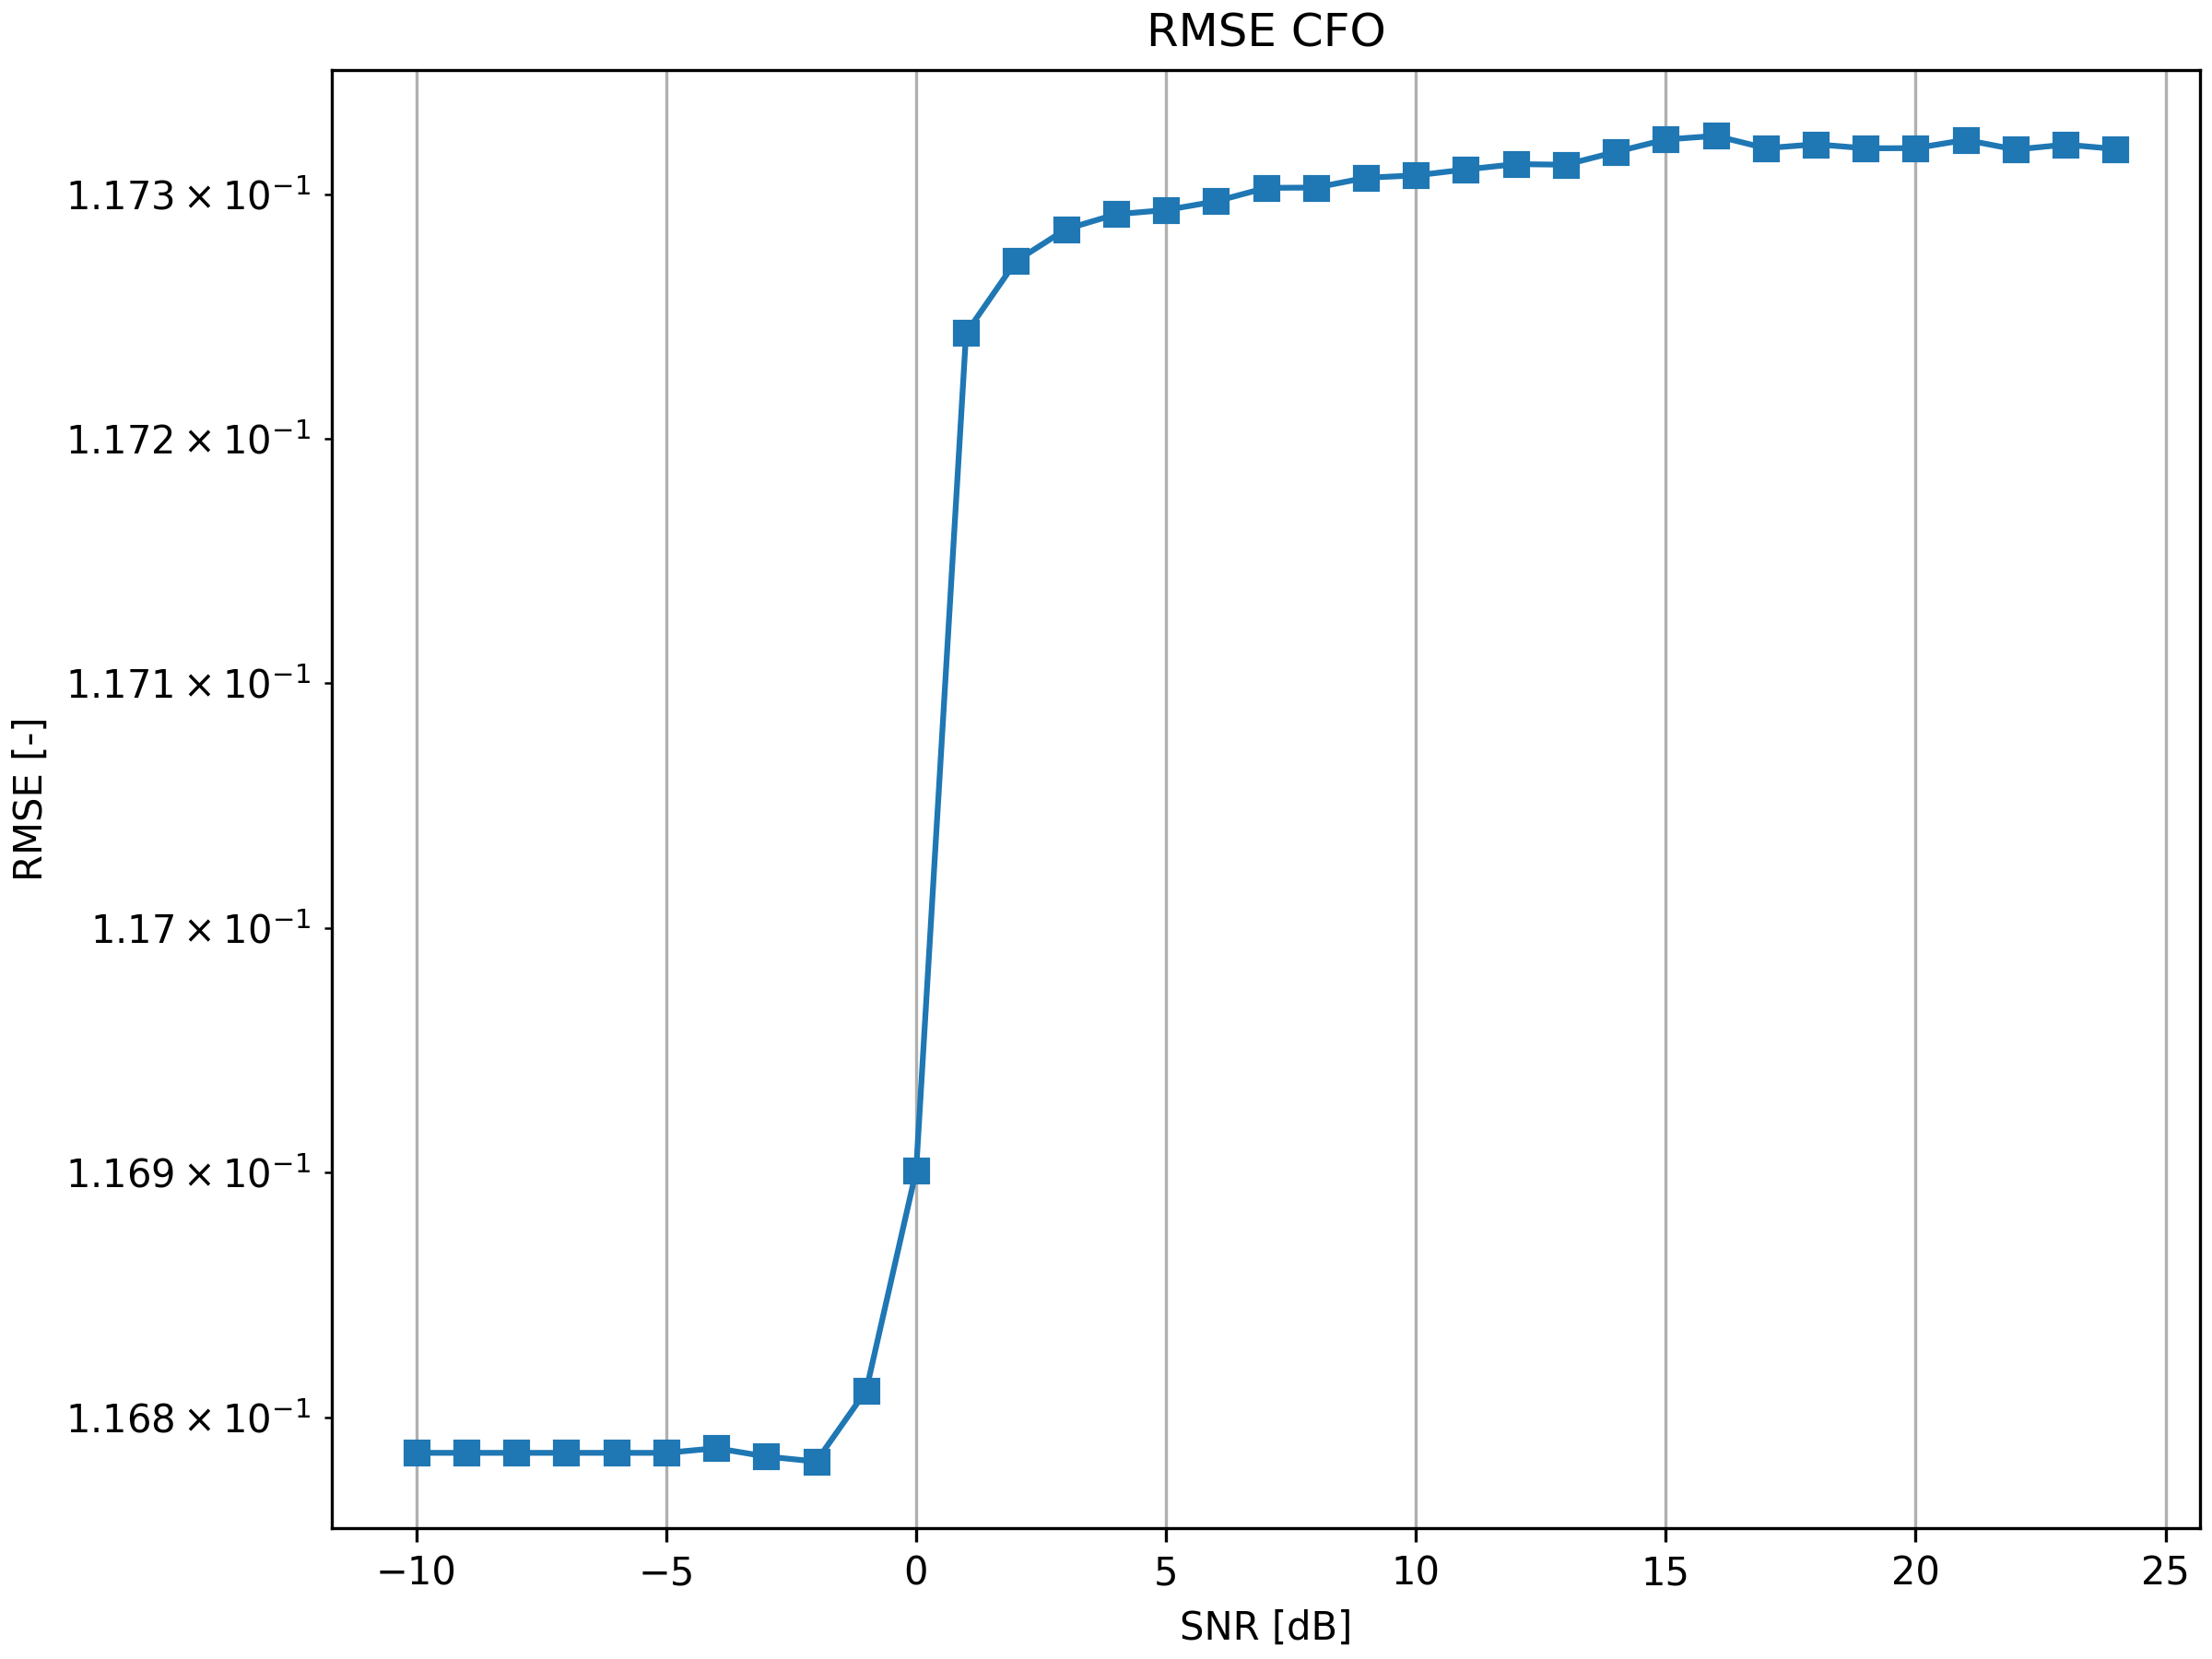 RMSE CFO
RMSE [-]
1.173 × 10⁻¹
1.172 × 10⁻¹
1.171 × 10⁻¹
1.17 × 10⁻¹
1.169 × 10⁻¹
1.168 × 10⁻¹
−10 −5 0 5 10 15 20 25
SNR [dB]